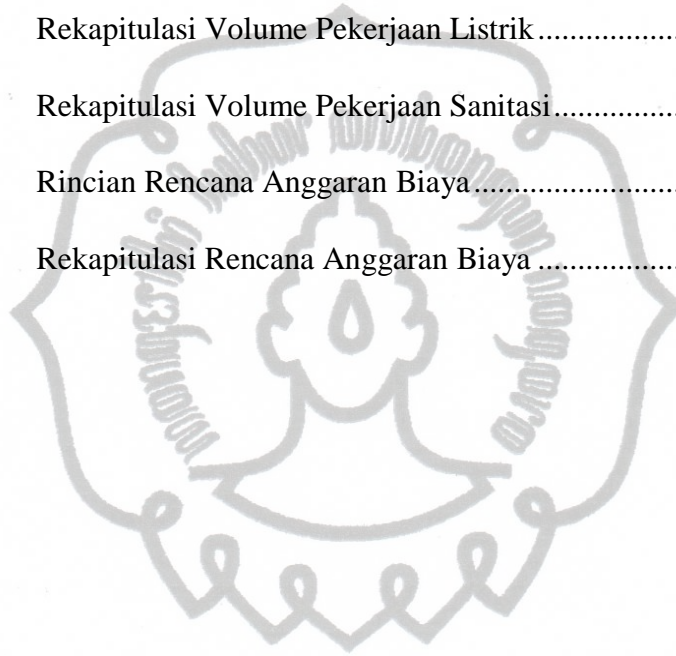 Rekapitulasi Volume Pekerjaan Listrik..................
Rekapitulasi Volume Pekerjaan Sanitasi................
Rincian Rencana Anggaran Biaya..........................
Rekapitulasi Rencana Anggaran Biaya ..................